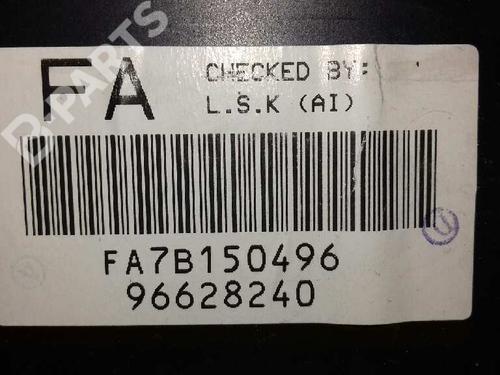 B-PARTS
FA
CHECKED BY:
L.S.K (AI)
FA7B150496
96628240